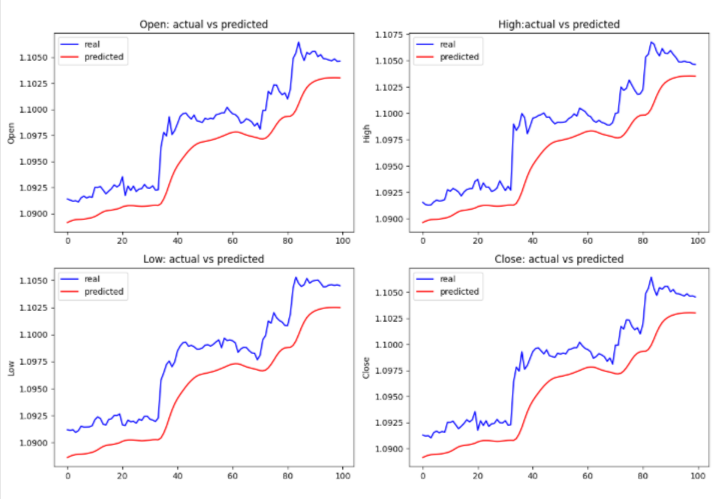 Open: actual vs predicted
real
predicted
Open
1.1050
1.1025
1.1000
1.0975
1.0950
1.0925
1.0900
0 20 40 60 80 100
High:actual vs predicted
real
predicted
High
1.1075
1.1050
1.1025
1.1000
1.0975
1.0950
1.0925
1.0900
0 20 40 60 80 100
Low: actual vs predicted
real
predicted
Low
1.1050
1.1025
1.1000
1.0975
1.0950
1.0925
1.0900
0 20 40 60 80 100
Close: actual vs predicted
real
predicted
Close
1.1050
1.1025
1.1000
1.0975
1.0950
1.0925
1.0900
0 20 40 60 80 100